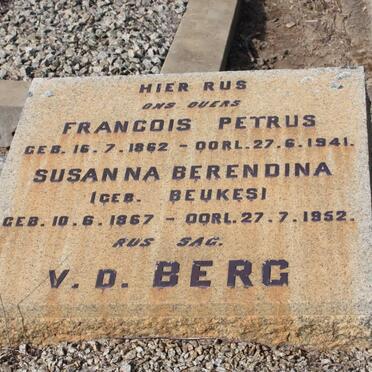 HIER RUS
ONS OUERS
FRANCOIS PETRUS
GEB. 16.7.1862 - OORL. 27.6.1941.
SUSANNA BERENDINA
(GEB. BEUKES)
GEB. 10.6.1867 - OORL. 27.7.1952.
RUS SAG.
V. D. BERG